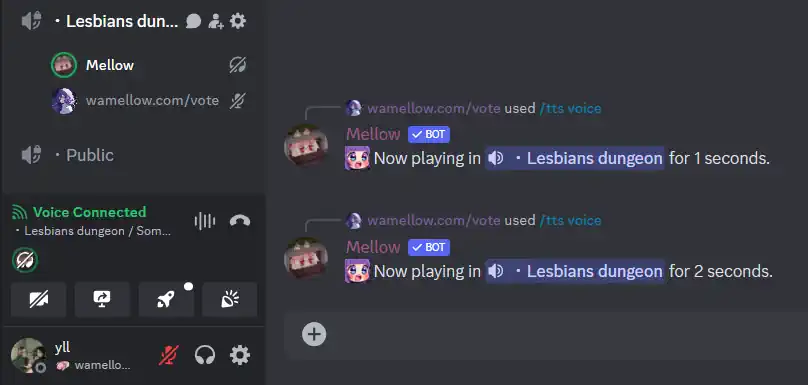 · Lesbians dun...
Mellow
wamellow.com/vote
· Public
Voice Connected
· Lesbians dungeon / Som...
yll
wamello...
wamellow.com/vote used /tts voice
Mellow BOT
Now playing in · Lesbians dungeon for 1 seconds.
wamellow.com/vote used /tts voice
Mellow BOT
Now playing in · Lesbians dungeon for 2 seconds.